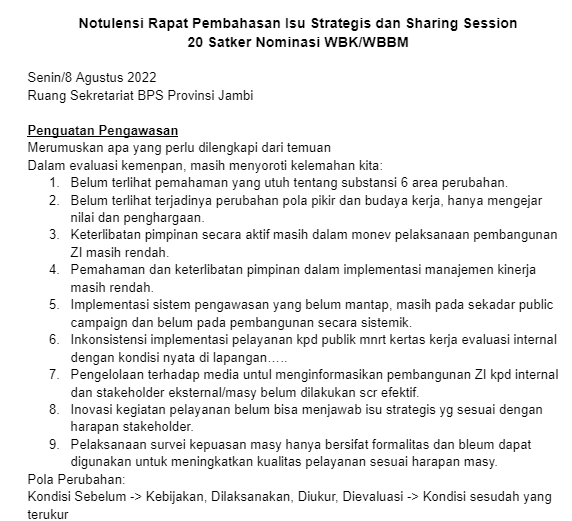 Notulensi Rapat Pembahasan Isu Strategis dan Sharing Session
20 Satker Nominasi WBK/WBBM
Senin/8 Agustus 2022
Ruang Sekretariat BPS Provinsi Jambi
Penguatan Pengawasan
Merumuskan apa yang perlu dilengkapi dari temuan
Dalam evaluasi kemenpan, masih menyoroti kelemahan kita:
1. Belum terlihat pemahaman yang utuh tentang substansi 6 area perubahan.
2. Belum terlihat terjadinya perubahan pola pikir dan budaya kerja, hanya mengejar
nilai dan penghargaan.
3. Keterlibatan pimpinan secara aktif masih dalam monev pelaksanaan pembangunan
ZI masih rendah.
4. Pemahaman dan keterlibatan pimpinan dalam implementasi manajemen kinerja
masih rendah.
5. Implementasi sistem pengawasan yang belum mantap, masih pada sekadar public
campaign dan belum pada pembangunan secara sistemik.
6. Inkonsistensi implementasi pelayanan kpd publik mnrt kertas kerja evaluasi internal
dengan kondisi nyata di lapangan…..
7. Pengelolaan terhadap media untul menginformasikan pembangunan ZI kpd internal
dan stakeholder eksternal/masy belum dilakukan scr efektif.
8. Inovasi kegiatan pelayanan belum bisa menjawab isu strategis yg sesuai dengan
harapan stakeholder.
9. Pelaksanaan survei kepuasan masy hanya bersifat formalitas dan bleum dapat
digunakan untuk meningkatkan kualitas pelayanan sesuai harapan masy.
Pola Perubahan:
Kondisi Sebelum -> Kebijakan, Dilaksanakan, Diukur, Dievaluasi -> Kondisi sesudah yang
terukur